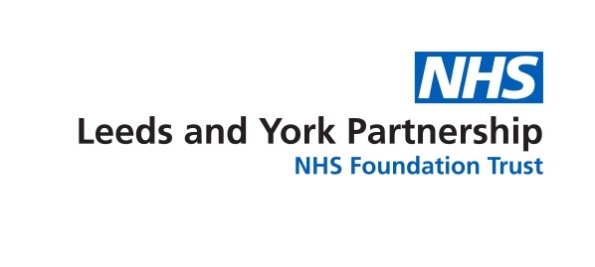 NHS
Leeds and York Partnership
NHS Foundation Trust